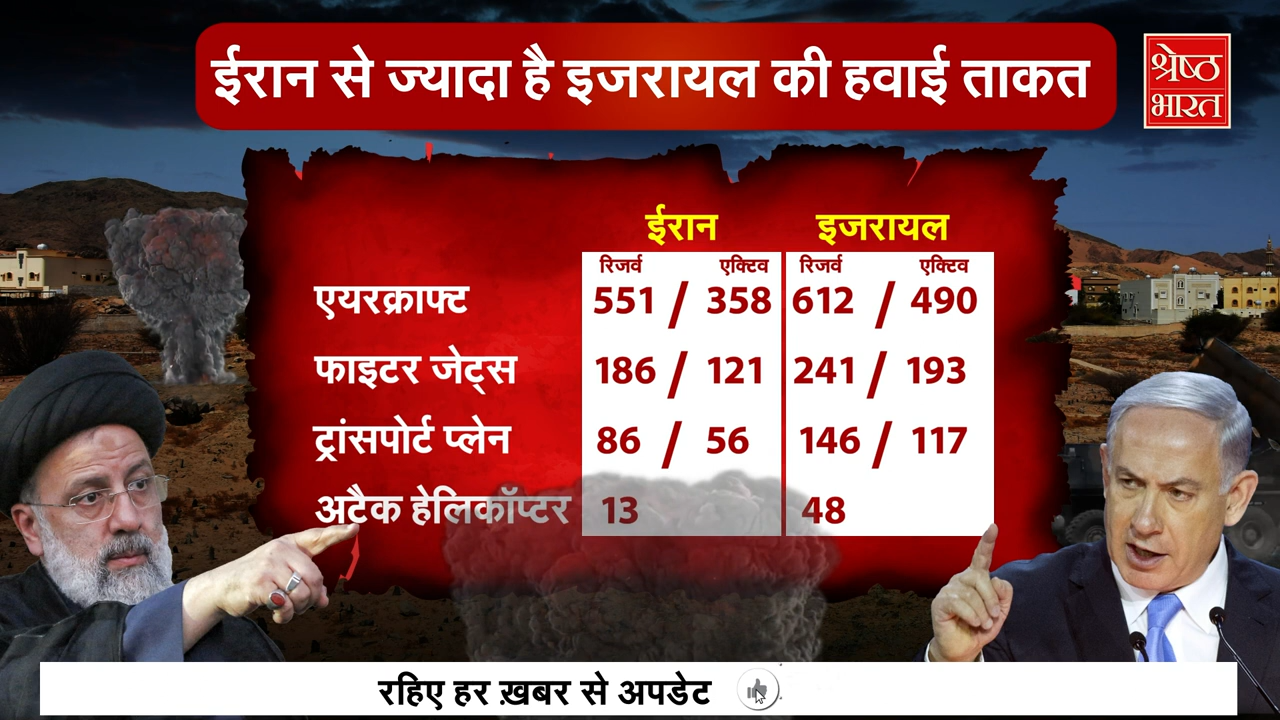 ईरान से ज्यादा है इजरायल की हवाई ताकत
श्रेष्ठ
भारत
ईरान इजरायल
रिजर्व एक्टिव रिजर्व एक्टिव
एयरक्राफ्ट 551 / 358 612 / 490
फाइटर जेट्स 186 / 121 241 / 193
ट्रांसपोर्ट प्लेन 86 / 56 146 / 117
अटैक हेलिकॉप्टर 13 48
रहिए हर ख़बर से अपडेट